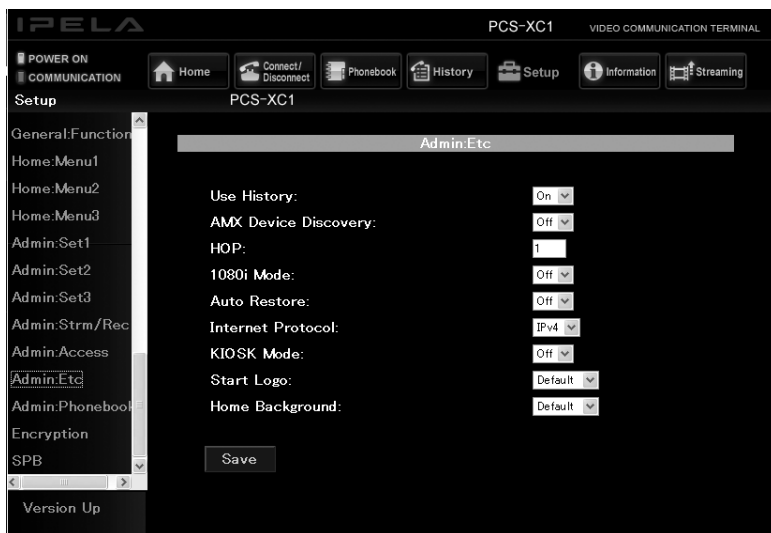 IPELA
PCS-XC1 VIDEO COMMUNICATION TERMINAL
POWER ON
COMMUNICATION
Home
Connect/
Disconnect
Phonebook
History
Setup
Information
Streaming
Setup
PCS-XC1
General:Function
Home:Menu1
Home:Menu2
Home:Menu3
Admin:Set1
Admin:Set2
Admin:Set3
Admin:Strm/Rec
Admin:Access
Admin:Etc
Admin:Phonebook
Encryption
SPB
Version Up
Admin:Etc
Use History: On
AMX Device Discovery: Off
HOP: 1
1080i Mode: Off
Auto Restore: Off
Internet Protocol: IPv4
KIOSK Mode: Off
Start Logo: Default
Home Background: Default
Save